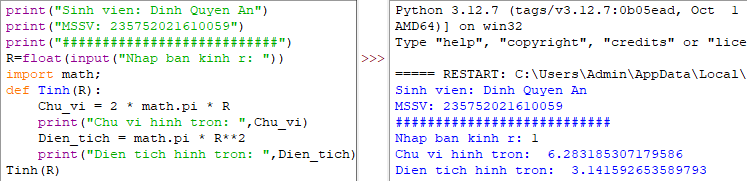 print("Sinh vien: Dinh Quyen An")
print("MSSV: 235752021610059")
print("###########################")
R=float(input("Nhap ban kinh r: "))
import math;
def Tinh(R):
    Chu_vi = 2 * math.pi * R
    print("Chu vi hinh tron: ",Chu_vi)
    Dien_tich = math.pi * R**2
    print("Dien tich hinh tron: ",Dien_tich)
Tinh(R)
Python 3.12.7 (tags/v3.12.7:0b05ead, Oct 1
AMD64)] on win32
Type "help", "copyright", "credits" or "lice
>>>
===== RESTART: C:\Users\Admin\AppData\Local\
Sinh vien: Dinh Quyen An
MSSV: 235752021610059
###########################
Nhap ban kinh r: 1
Chu vi hinh tron:  6.283185307179586
Dien tich hinh tron:  3.141592653589793